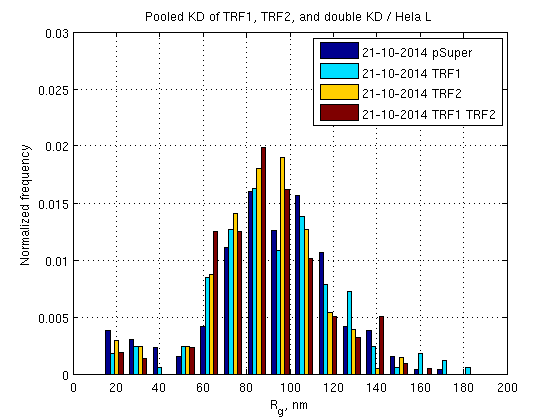 Pooled KD of TRF1, TRF2, and double KD / Hela L
0.03
0.025
0.02
0.015
0.01
0.005
0
Normalized frequency
21-10-2014 pSuper
21-10-2014 TRF1
21-10-2014 TRF2
21-10-2014 TRF1 TRF2
0 20 40 60 80 100 120 140 160 180 200
Rg, nm